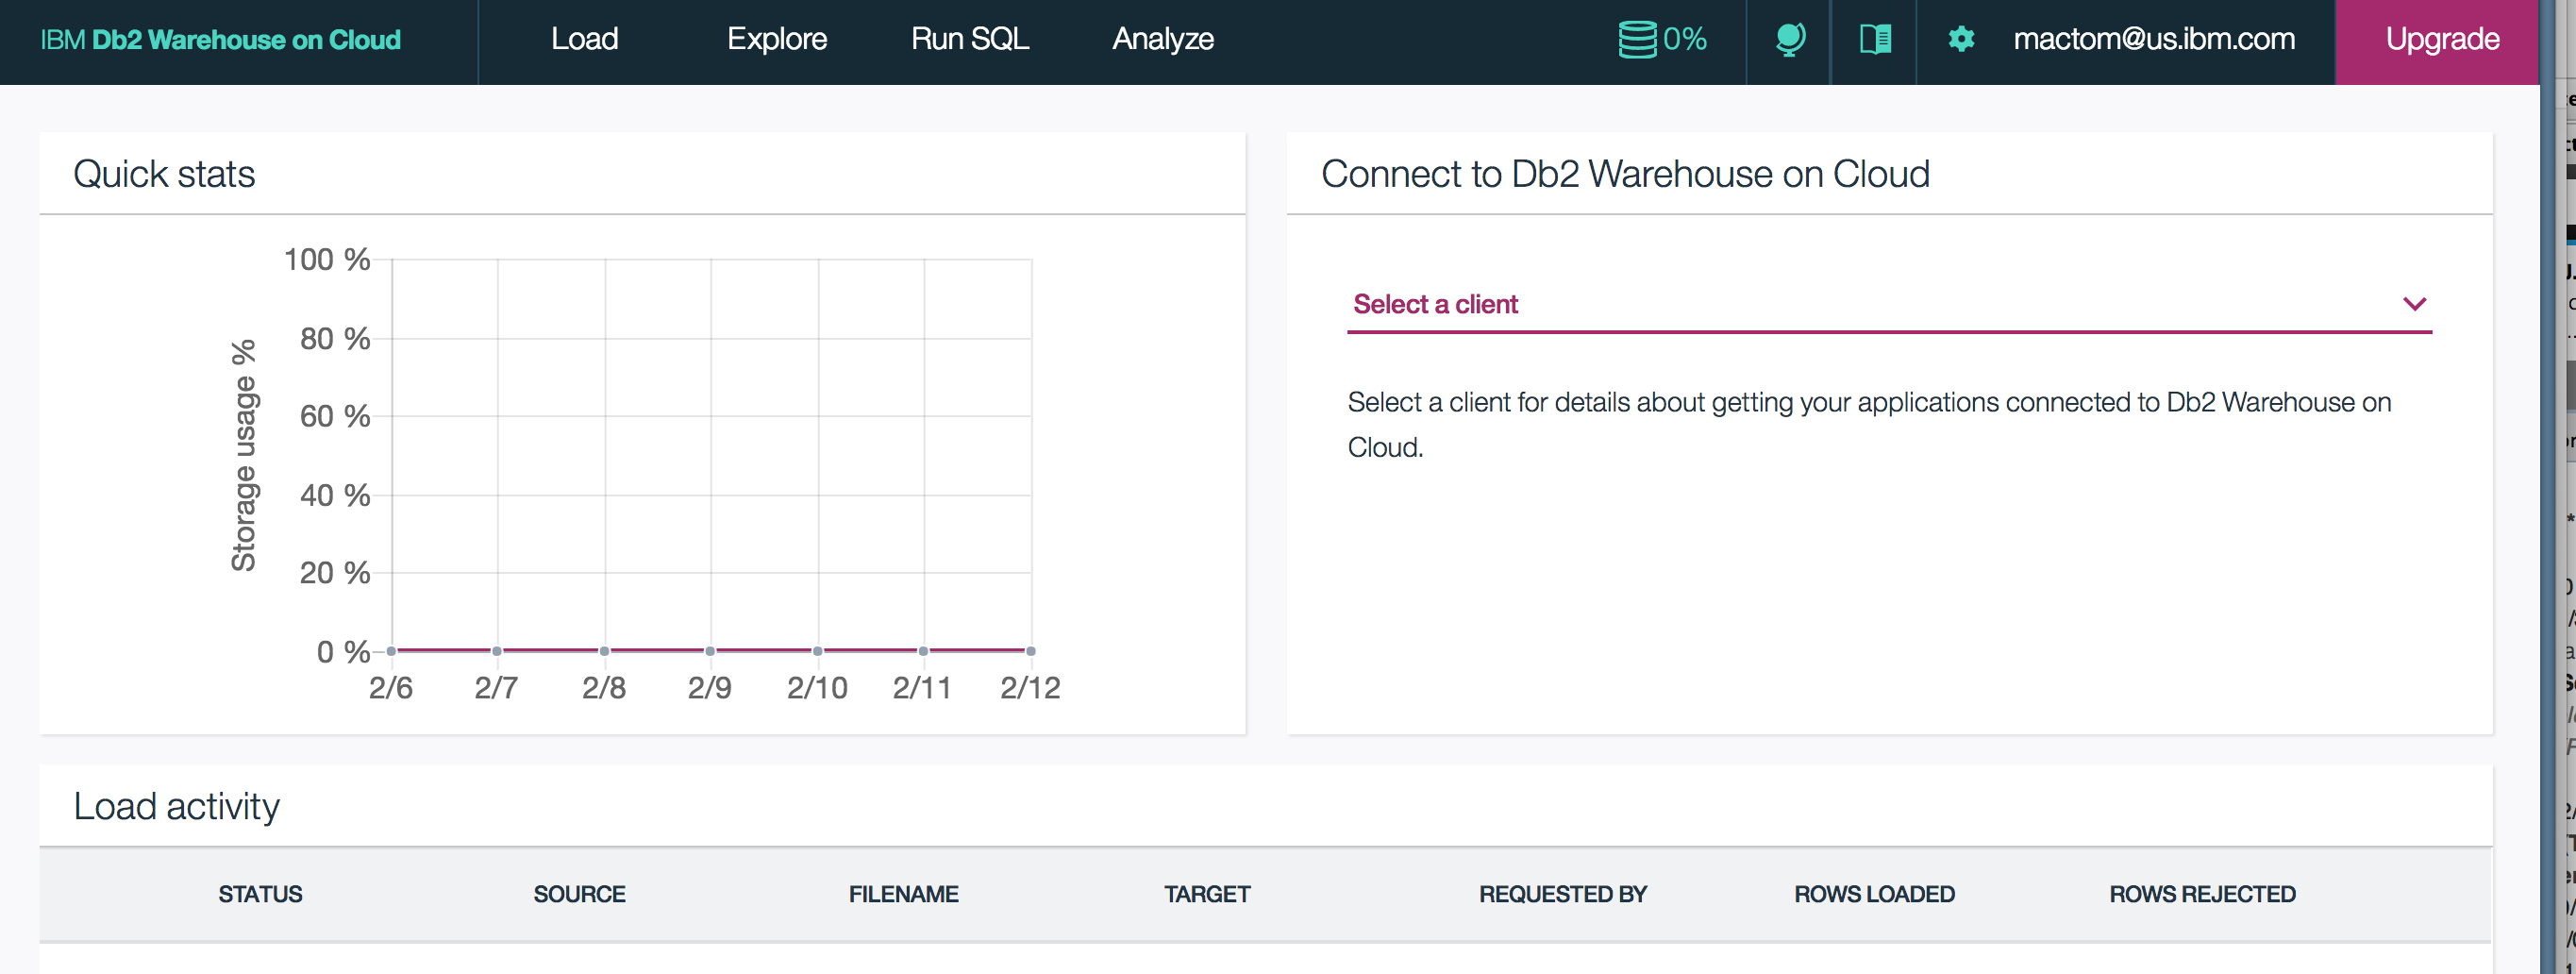 IBM Db2 Warehouse on Cloud Load Explore Run SQL Analyze 0% mactom@us.ibm.com Upgrade
Quick stats
100 %
80 %
60 %
40 %
20 %
0 %
Storage usage %
2/6 2/7 2/8 2/9 2/10 2/11 2/12
Connect to Db2 Warehouse on Cloud
Select a client
Select a client for details about getting your applications connected to Db2 Warehouse on
Cloud.
Load activity
STATUS SOURCE FILENAME TARGET REQUESTED BY ROWS LOADED ROWS REJECTED